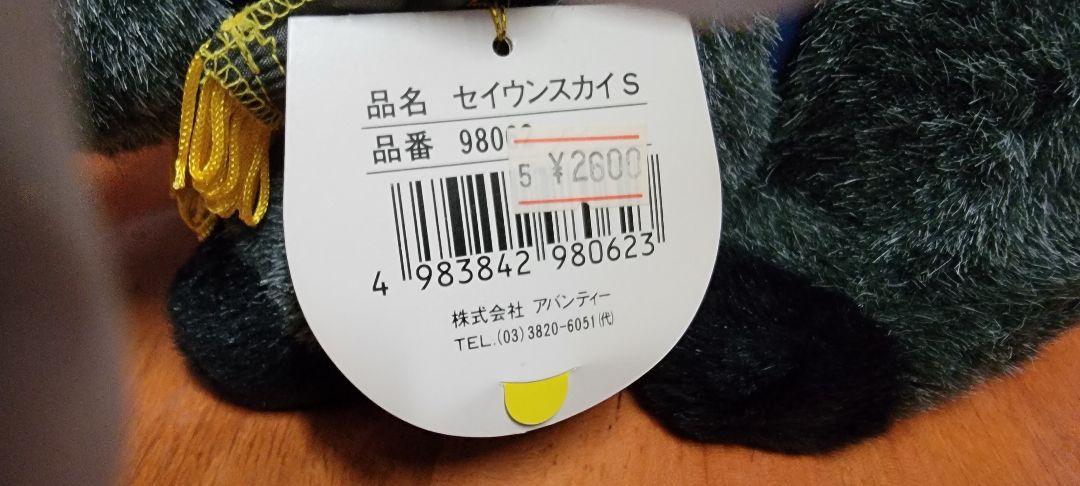 品名 セイウンスカイS
品番 980
5 ¥2600
4 983842 980623
株式会社 アバンティー
TEL.(03)3820-6051(代)